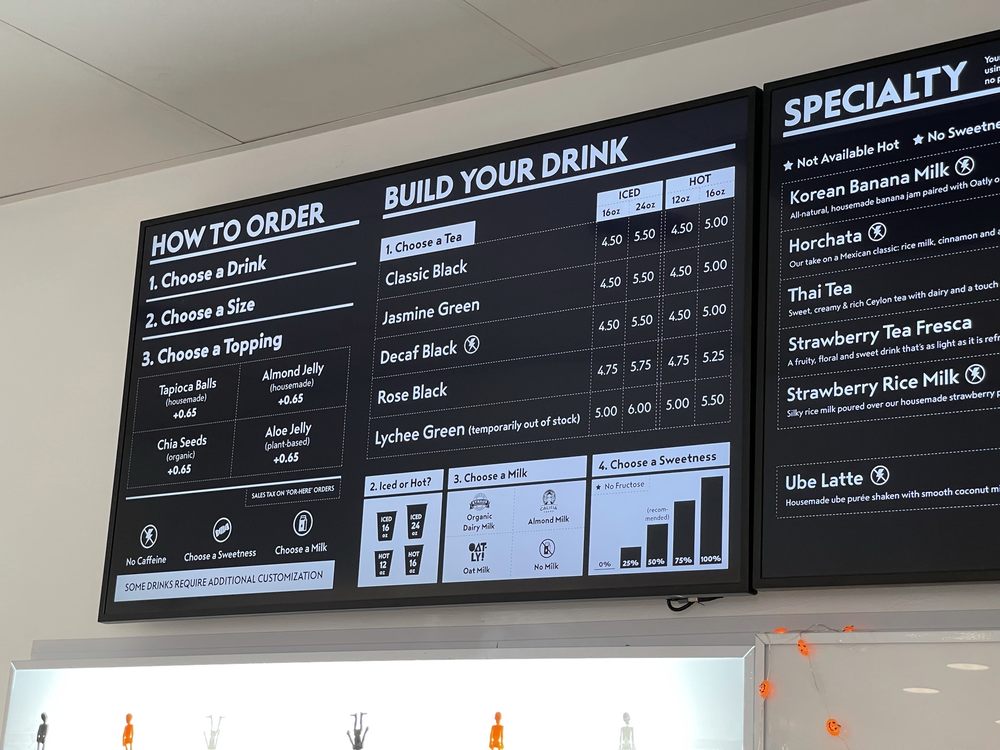 HOW TO ORDER
1. Choose a Drink
2. Choose a Size
3. Choose a Topping
Tapioca Balls
(housemade)
+0.65
Almond Jelly
(housemade)
+0.65
Chia Seeds
(organic)
+0.65
Aloe Jelly
(plant-based)
+0.65
SALES TAX ON 'FOR-HERE' ORDERS
No Caffeine
Choose a Sweetness
Choose a Milk
SOME DRINKS REQUIRE ADDITIONAL CUSTOMIZATION
BUILD YOUR DRINK
ICED HOT
16oz 24oz 12oz 16oz
1. Choose a Tea
Classic Black 4.50 5.50 4.50 5.00
Jasmine Green 4.50 5.50 4.50 5.00
Decaf Black 4.50 5.50 4.50 5.00
Rose Black 4.75 5.75 4.75 5.25
Lychee Green (temporarily out of stock) 5.00 6.00 5.00 5.50
2. Iced or Hot?
ICED 16 oz
ICED 24 oz
HOT 12 oz
HOT 16 oz
3. Choose a Milk
Organic
Dairy Milk
Almond Milk
OAT-
LY!
Oat Milk
No Milk
4. Choose a Sweetness
★ No Fructose
(recom-
mended)
0% 25% 50% 75% 100%
SPECIALTY
★ Not Available Hot ★ No Sweetne
Korean Banana Milk
All-natural, housemade banana jam paired with Oatly o
Horchata
Our take on a Mexican classic: rice milk, cinnamon and a
Thai Tea
Sweet, creamy & rich Ceylon tea with dairy and a touch
Strawberry Tea Fresca
A fruity, floral and sweet drink that's as light as it is refr
Strawberry Rice Milk
Silky rice milk poured over our housemade strawberry p
Ube Latte
Housemade ube purée shaken with smooth coconut mi